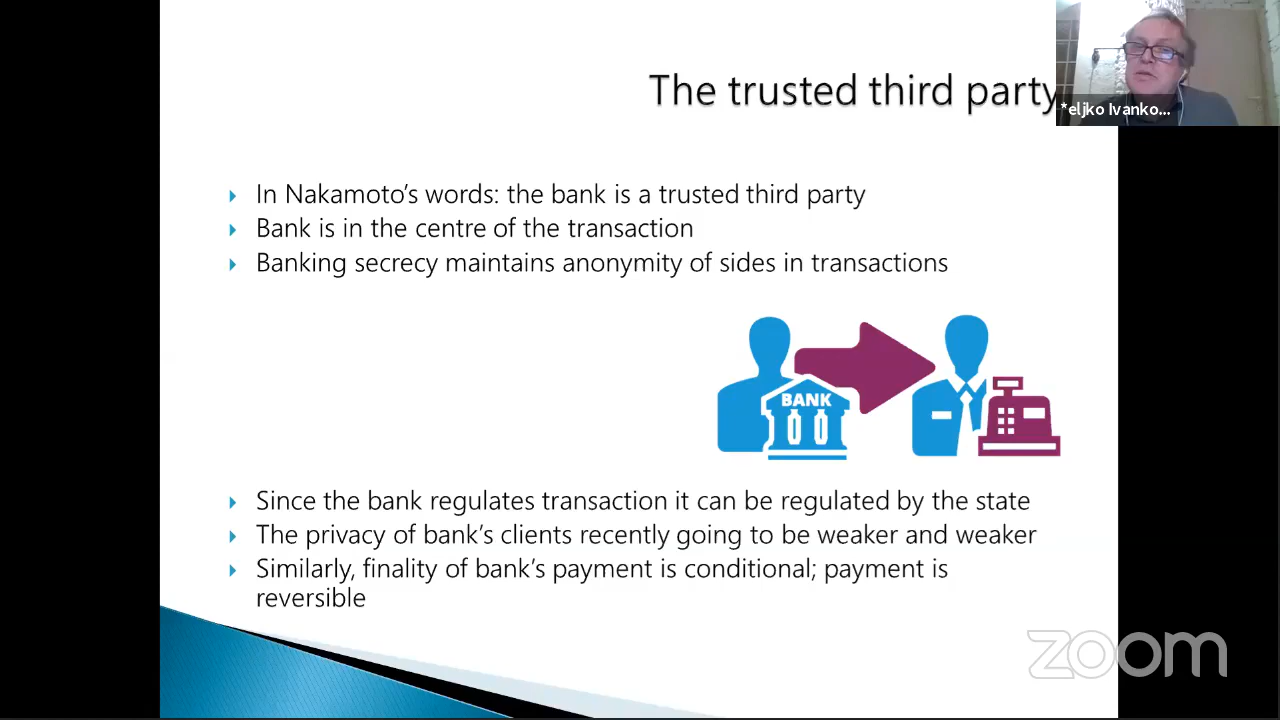 The trusted third party
*eljko Ivanko...
In Nakamoto's words: the bank is a trusted third party
Bank is in the centre of the transaction
Banking secrecy maintains anonymity of sides in transactions
BANK
Since the bank regulates transaction it can be regulated by the state
The privacy of bank's clients recently going to be weaker and weaker
Similarly, finality of bank's payment is conditional; payment is
reversible
zoom